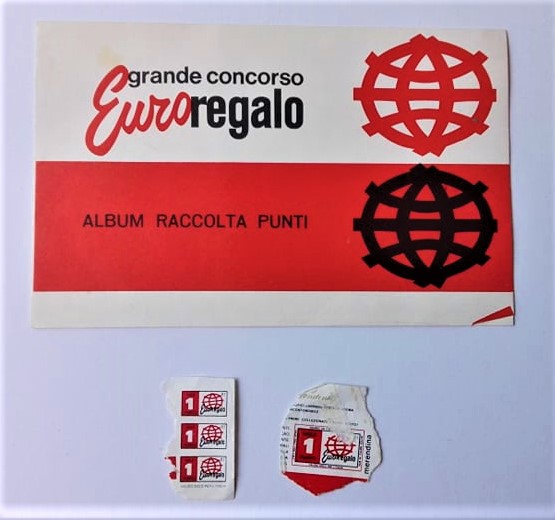 grande concorso
Euroregalo
ALBUM RACCOLTA PUNTI
1 Euroregalo
1 Euroregalo
1 Euroregalo
1 Euroregalo
merendina